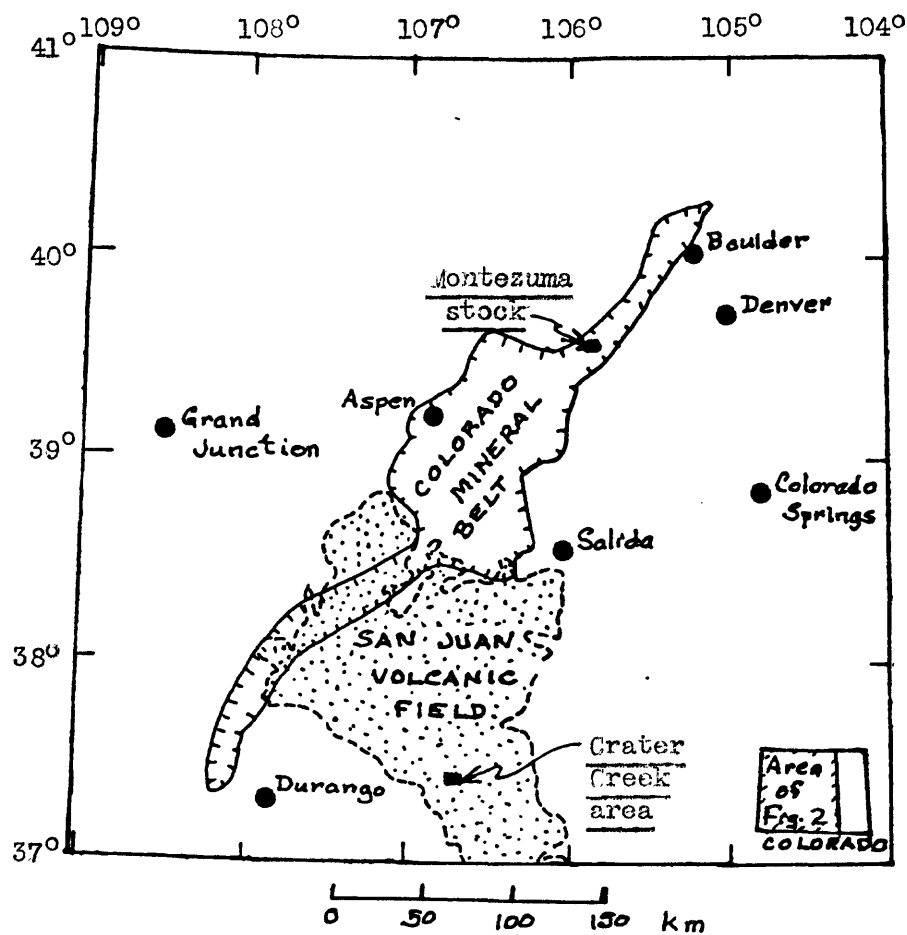 109° 108° 107° 106° 105° 104°
41°
40°
Boulder
Montezuma
stock
Denver
Aspen
Grand
Junction
COLORADO
MINERAL
BELT
39°
Colorado
Springs
Salida
38°
SAN JUAN
VOLCANIC
FIELD
Crater
Creek
area
Durango
Area
of
Fig. 2
COLORADO
37°
0 50 100 150 km